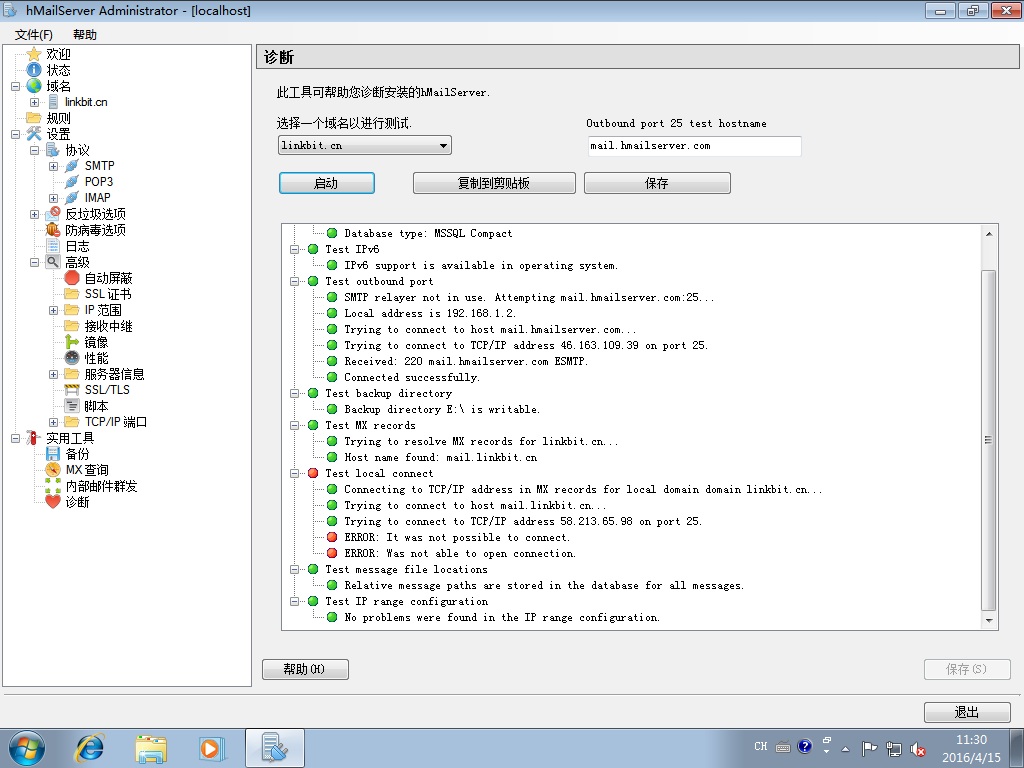 hMailServer Administrator - [localhost]
文件(F) 帮助
欢迎
状态
域名
linkbit.cn
规则
设置
协议
SMTP
POP3
IMAP
反垃圾选项
防病毒选项
日志
高级
自动屏蔽
SSL 证书
IP 范围
接收中继
镜像
性能
服务器信息
SSL/TLS
脚本
TCP/IP 端口
实用工具
备份
MX 查询
内部邮件群发
诊断
诊断
此工具可帮助您诊断安装的hMailServer.
选择一个域名以进行测试.
Outbound port 25 test hostname
linkbit.cn
mail.hmailserver.com
启动 复制到剪贴板 保存
Database type: MSSQL Compact
Test IPv6
IPv6 support is available in operating system.
Test outbound port
SMTP relayer not in use. Attempting mail.hmailserver.com:25...
Local address is 192.168.1.2.
Trying to connect to host mail.hmailserver.com...
Trying to connect to TCP/IP address 46.163.109.39 on port 25.
Received: 220 mail.hmailserver.com ESMTP.
Connected successfully.
Test backup directory
Backup directory E:\ is writable.
Test MX records
Trying to resolve MX records for linkbit.cn...
Host name found: mail.linkbit.cn
Test local connect
Connecting to TCP/IP address in MX records for local domain domain linkbit.cn...
Trying to connect to host mail.linkbit.cn...
Trying to connect to TCP/IP address 58.213.65.98 on port 25.
ERROR: It was not possible to connect.
ERROR: Was not able to open connection.
Test message file locations
Relative message paths are stored in the database for all messages.
Test IP range configuration
No problems were found in the IP range configuration.
帮助(H) 保存(S)
退出
CH
11:30
2016/4/15